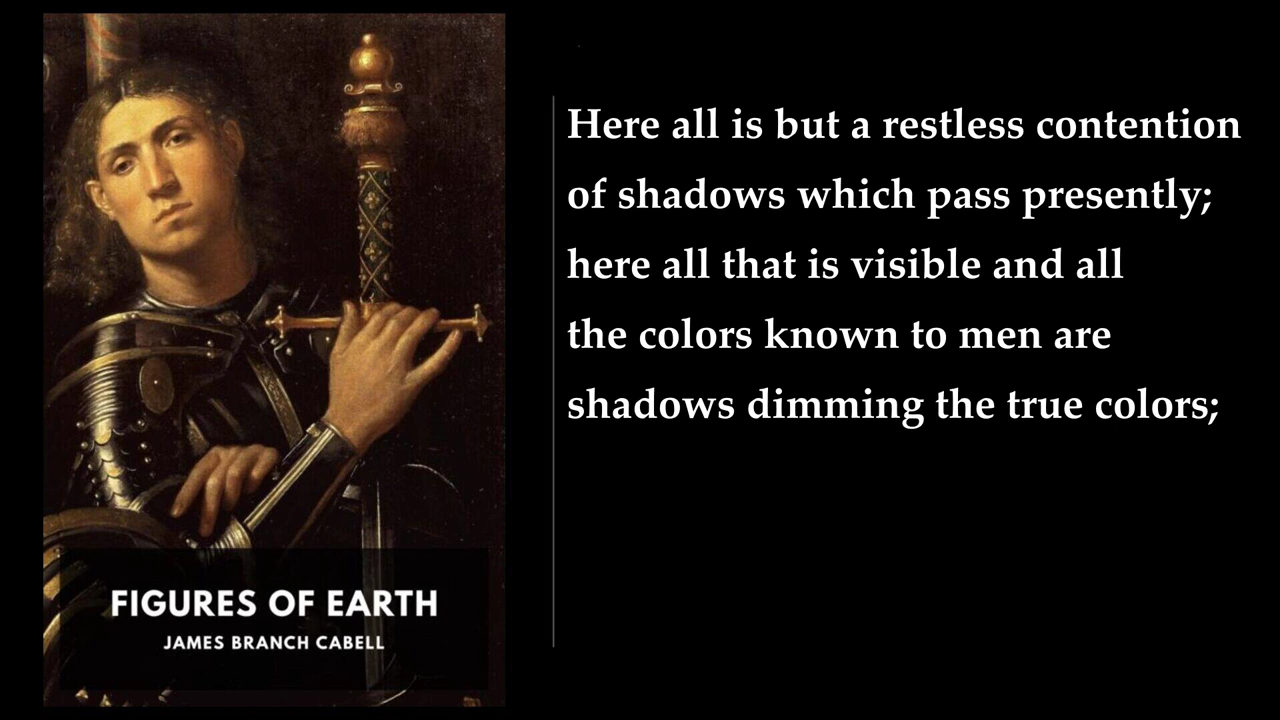 Here all is but a restless contention
of shadows which pass presently;
here all that is visible and all
the colors known to men are
shadows dimming the true colors;
FIGURES OF EARTH
JAMES BRANCH CABELL